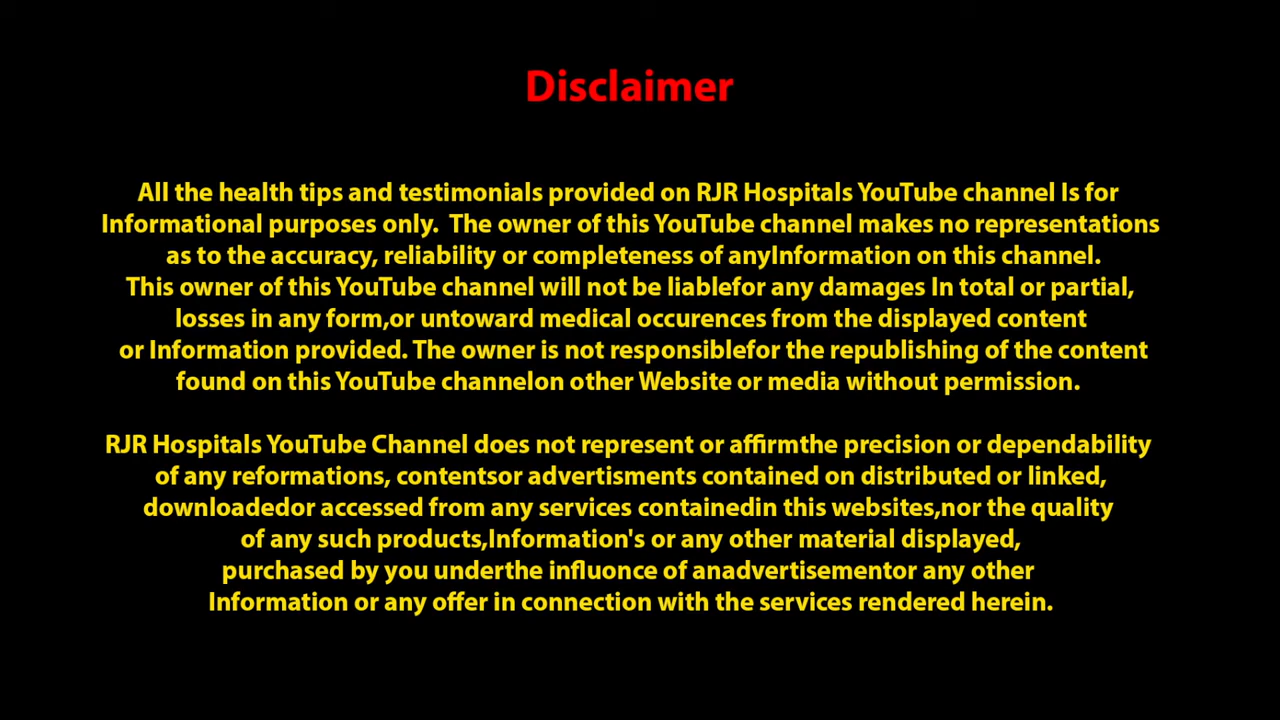 Disclaimer
All the health tips and testimonials provided on RJR Hospitals YouTube channel Is for
Informational purposes only.  The owner of this YouTube channel makes no representations
as to the accuracy, reliability or completeness of anyInformation on this channel.
This owner of this YouTube channel will not be liablefor any damages In total or partial,
losses in any form,or untoward medical occurences from the displayed content
or Information provided. The owner is not responsiblefor the republishing of the content
found on this YouTube channelon other Website or media without permission.
RJR Hospitals YouTube Channel does not represent or affirmthe precision or dependability
of any reformations, contentsor advertisments contained on distributed or linked,
downloadedor accessed from any services containedin this websites,nor the quality
of any such products,Information's or any other material displayed,
purchased by you underthe influonce of anadvertisementor any other
Information or any offer in connection with the services rendered herein.